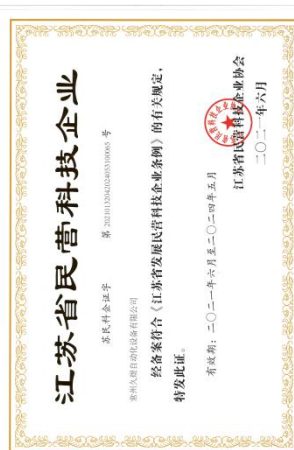 江苏省民营科技企业
苏民科企证字 第 20210132042024053100065 号
常州久煜自动化设备有限公司
经备案符合《江苏省发展民营科技企业条例》的有关规定，
特发此证。
有效期：二〇二一年六月至二〇二四年五月
江苏省民营科技企业协会
二〇二一年六月